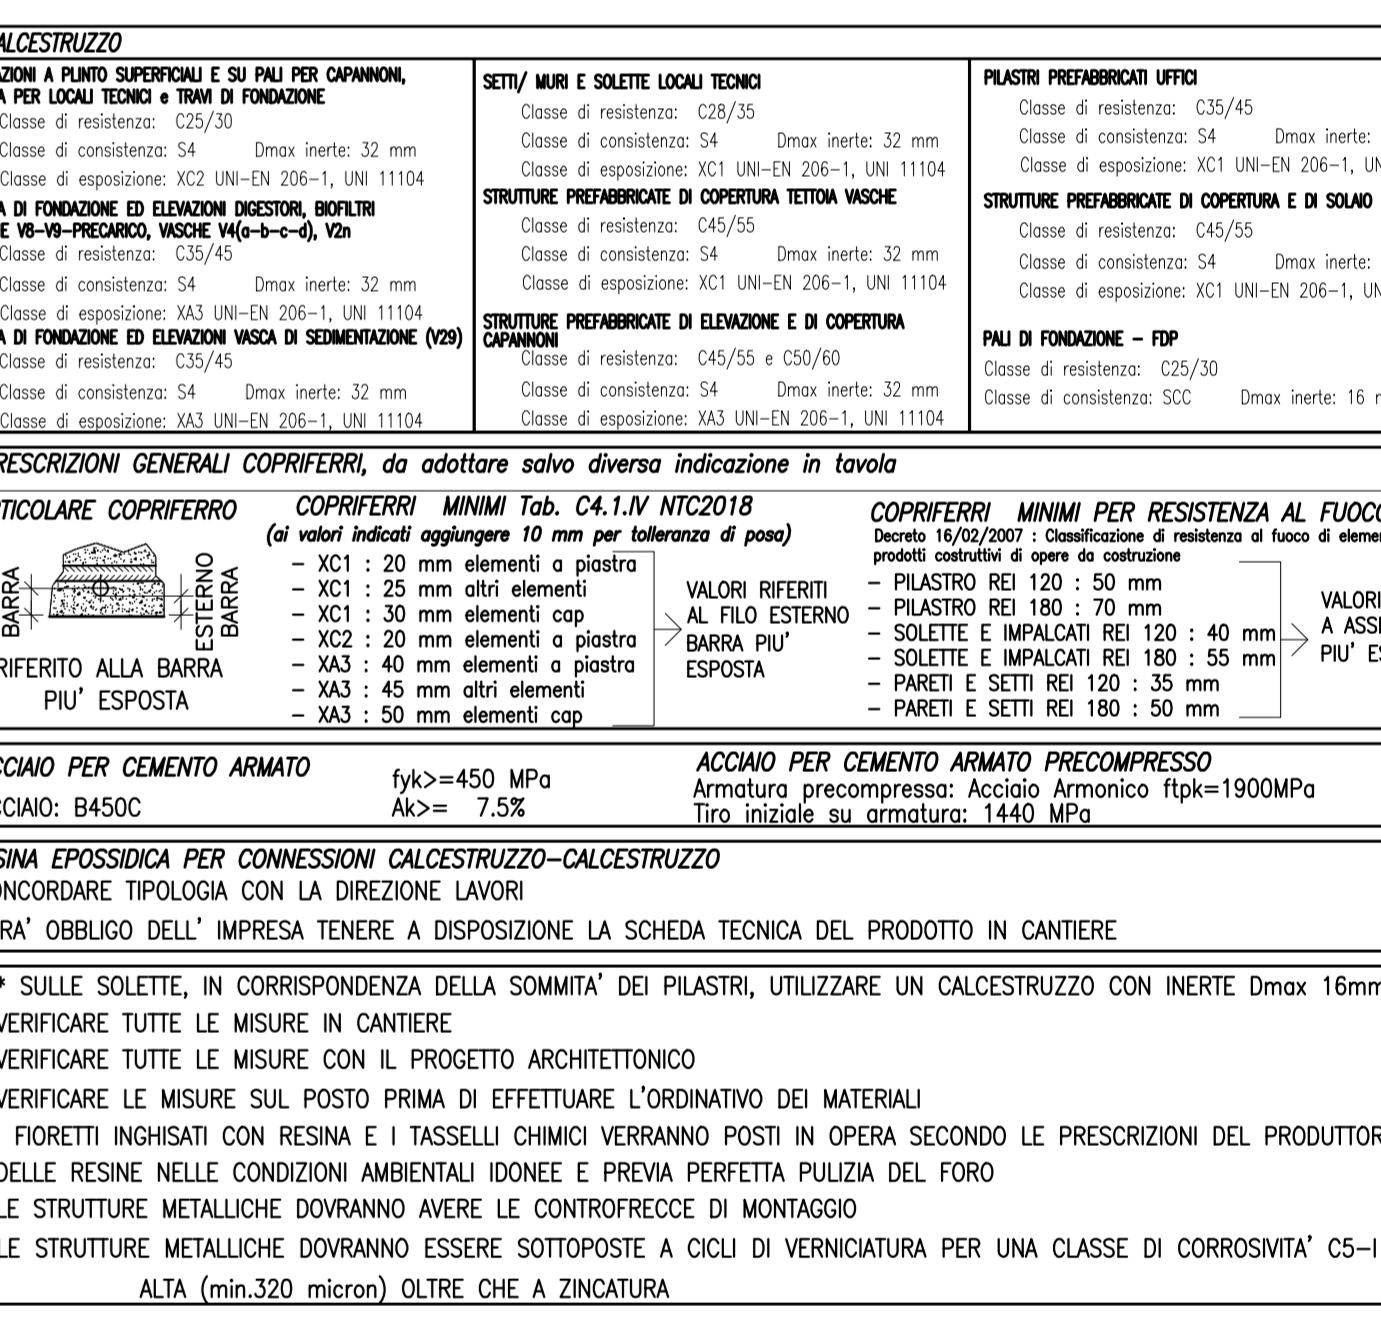 ALCESTRUZZO
AZIONI A PLINTO SUPERFICIALI E SU PALI PER CAPANNONI,
A PER LOCALI TECNICI e TRAVI DI FONDAZIONE
Classe di resistenza: C25/30
Classe di consistenza: S4 Dmax inerte: 32 mm
Classe di esposizione: XC2 UNI-EN 206-1, UNI 11104
A DI FONDAZIONE ED ELEVAZIONI DIGESTORI, BIOFILTRI
E V8-V9-PRECARICO, VASCHE V4(a-b-c-d), V2n
Classe di resistenza: C35/45
Classe di consistenza: S4 Dmax inerte: 32 mm
Classe di esposizione: XA3 UNI-EN 206-1, UNI 11104
A DI FONDAZIONE ED ELEVAZIONI VASCA DI SEDIMENTAZIONE (V29)
Classe di resistenza: C35/45
Classe di consistenza: S4 Dmax inerte: 32 mm
Classe di esposizione: XA3 UNI-EN 206-1, UNI 11104
SETTI/ MURI E SOLETTE LOCALI TECNICI
Classe di resistenza: C28/35
Classe di consistenza: S4 Dmax inerte: 32 mm
Classe di esposizione: XC1 UNI-EN 206-1, UNI 11104
STRUTTURE PREFABBRICATE DI COPERTURA TETTOIA VASCHE
Classe di resistenza: C45/55
Classe di consistenza: S4 Dmax inerte: 32 mm
Classe di esposizione: XC1 UNI-EN 206-1, UNI 11104
STRUTTURE PREFABBRICATE DI ELEVAZIONE E DI COPERTURA
CAPANNONI
Classe di resistenza: C45/55 e C50/60
Classe di consistenza: S4 Dmax inerte: 32 mm
Classe di esposizione: XA3 UNI-EN 206-1, UNI 11104
PILASTRI PREFABBRICATI UFFICI
Classe di resistenza: C35/45
Classe di consistenza: S4 Dmax inerte:
Classe di esposizione: XC1 UNI-EN 206-1, UN
STRUTTURE PREFABBRICATE DI COPERTURA E DI SOLAIO
Classe di resistenza: C45/55
Classe di consistenza: S4 Dmax inerte:
Classe di esposizione: XC1 UNI-EN 206-1, UN
PALI DI FONDAZIONE - FDP
Classe di resistenza: C25/30
Classe di consistenza: SCC Dmax inerte: 16 m
RESCRIZIONI GENERALI COPRIFERRI, da adottare salvo diversa indicazione in tavola
RTICOLARE COPRIFERRO
BARRA
ESTERNO
BARRA
RIFERITO ALLA BARRA
PIU' ESPOSTA
COPRIFERRI MINIMI Tab. C4.1.IV NTC2018
(ai valori indicati aggiungere 10 mm per tolleranza di posa)
- XC1 : 20 mm elementi a piastra
- XC1 : 25 mm altri elementi
- XC1 : 30 mm elementi cap
- XC2 : 20 mm elementi a piastra
- XA3 : 40 mm elementi a piastra
- XA3 : 45 mm altri elementi
- XA3 : 50 mm elementi cap
VALORI RIFERITI
AL FILO ESTERNO
BARRA PIU'
ESPOSTA
COPRIFERRI MINIMI PER RESISTENZA AL FUOCO
Decreto 16/02/2007 : Classificazione di resistenza al fuoco di elemen
prodotti costruttivi di opere da costruzione
- PILASTRO REI 120 : 50 mm
- PILASTRO REI 180 : 70 mm
- SOLETTE E IMPALCATI REI 120 : 40 mm
- SOLETTE E IMPALCATI REI 180 : 55 mm
- PARETI E SETTI REI 120 : 35 mm
- PARETI E SETTI REI 180 : 50 mm
VALORI
A ASSE
PIU' ES
CCIAIO PER CEMENTO ARMATO
CCIAIO: B450C
fyk>=450 MPa
Ak>= 7.5%
ACCIAIO PER CEMENTO ARMATO PRECOMPRESSO
Armatura precompressa: Acciaio Armonico ftpk=1900MPa
Tiro iniziale su armatura: 1440 MPa
SINA EPOSSIDICA PER CONNESSIONI CALCESTRUZZO-CALCESTRUZZO
ONCORDARE TIPOLOGIA CON LA DIREZIONE LAVORI
RA' OBBLIGO DELL' IMPRESA TENERE A DISPOSIZIONE LA SCHEDA TECNICA DEL PRODOTTO IN CANTIERE
* SULLE SOLETTE, IN CORRISPONDENZA DELLA SOMMITA' DEI PILASTRI, UTILIZZARE UN CALCESTRUZZO CON INERTE Dmax 16mm
VERIFICARE TUTTE LE MISURE IN CANTIERE
VERIFICARE TUTTE LE MISURE CON IL PROGETTO ARCHITETTONICO
VERIFICARE LE MISURE SUL POSTO PRIMA DI EFFETTUARE L'ORDINATIVO DEI MATERIALI
FIORETTI INGHISATI CON RESINA E I TASSELLI CHIMICI VERRANNO POSTI IN OPERA SECONDO LE PRESCRIZIONI DEL PRODUTTOR
DELLE RESINE NELLE CONDIZIONI AMBIENTALI IDONEE E PREVIA PERFETTA PULIZIA DEL FORO
LE STRUTTURE METALLICHE DOVRANNO AVERE LE CONTROFRECCE DI MONTAGGIO
LE STRUTTURE METALLICHE DOVRANNO ESSERE SOTTOPOSTE A CICLI DI VERNICIATURA PER UNA CLASSE DI CORROSIVITA' C5-I
ALTA (min.320 micron) OLTRE CHE A ZINCATURA